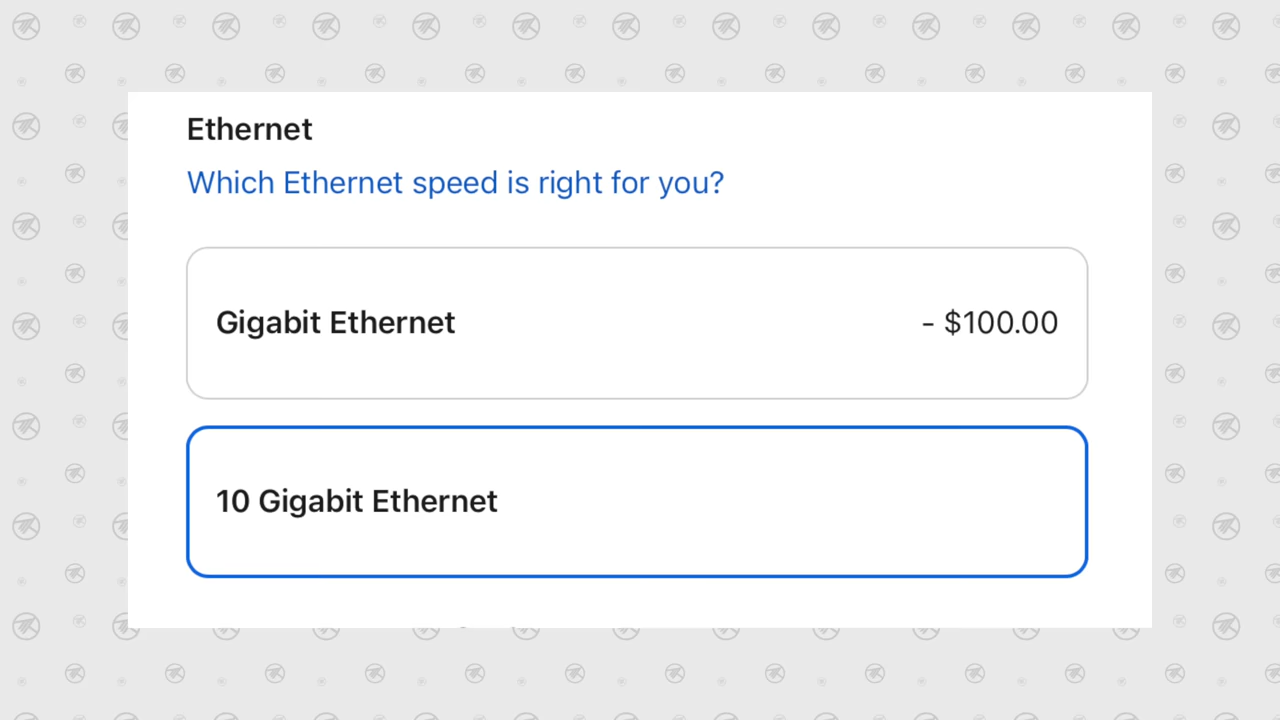 Ethernet
Which Ethernet speed is right for you?
Gigabit Ethernet - $100.00
10 Gigabit Ethernet